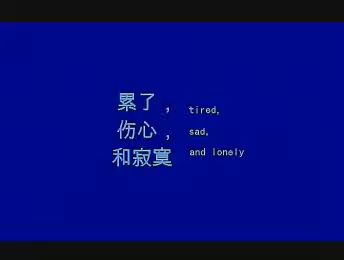 累了，
伤心，
和寂寞
tired,
sad,
and lonely